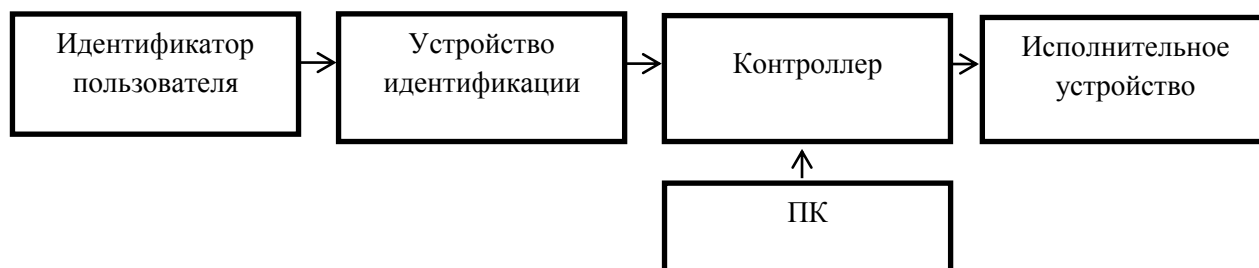 Идентификатор
пользователя
Устройство
идентификации
Контроллер
Исполнительное
устройство
ПК